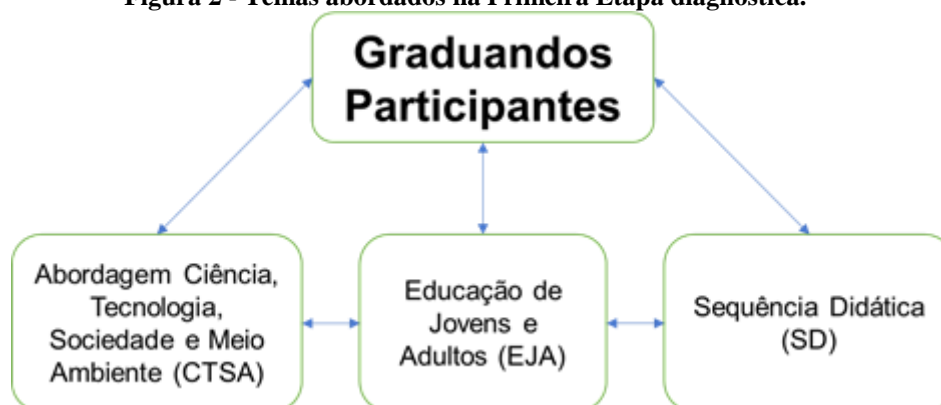 Figura 2 - Temas abordados na Primeira Etapa diagnóstica.
Graduandos
Participantes
Abordagem Ciência,
Tecnologia,
Sociedade e Meio
Ambiente (CTSA)
Educação de
Jovens e
Adultos (EJA)
Sequência Didática
(SD)